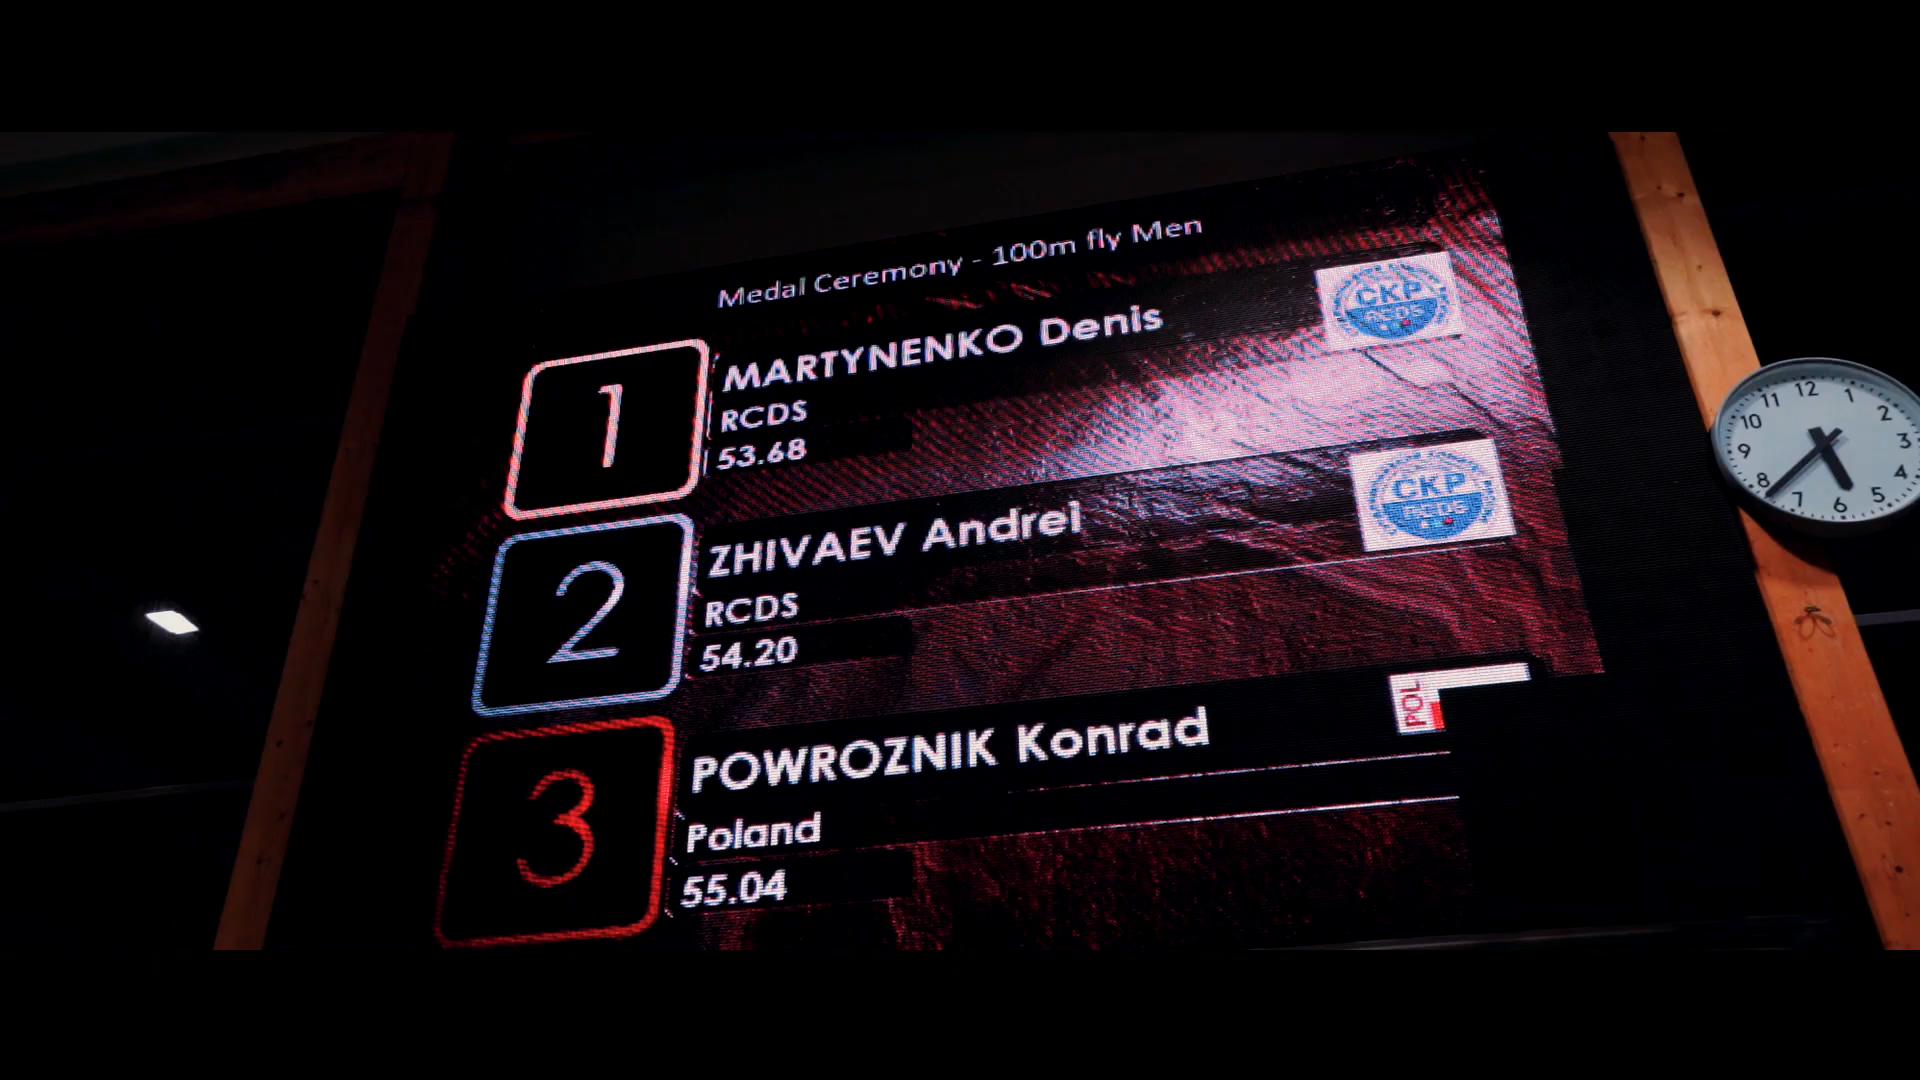 Medal Ceremony - 100m fly Men
1
MARTYNENKO Denis
СКР
RCDS
RCDS
53.68
2
ZHIVAEV Andrei
СКР
RCDS
RCDS
54.20
3
POWROZNIK Konrad
POL
Poland
55.04
12
1
2
3
4
5
6
7
8
9
10
11